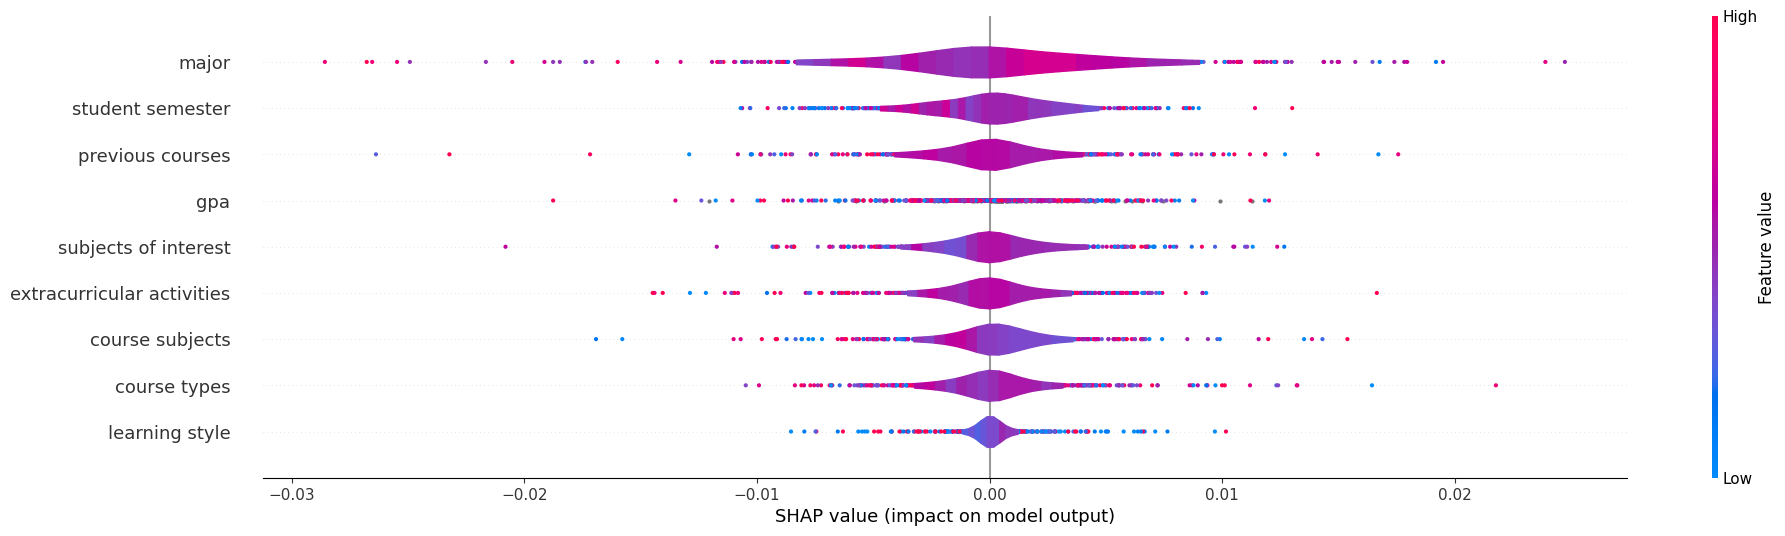 High
major
student semester
previous courses
gpa
subjects of interest
extracurricular activities
course subjects
course types
learning style
Low
Feature value
−0.03
−0.02
−0.01
0.00
0.01
0.02
SHAP value (impact on model output)